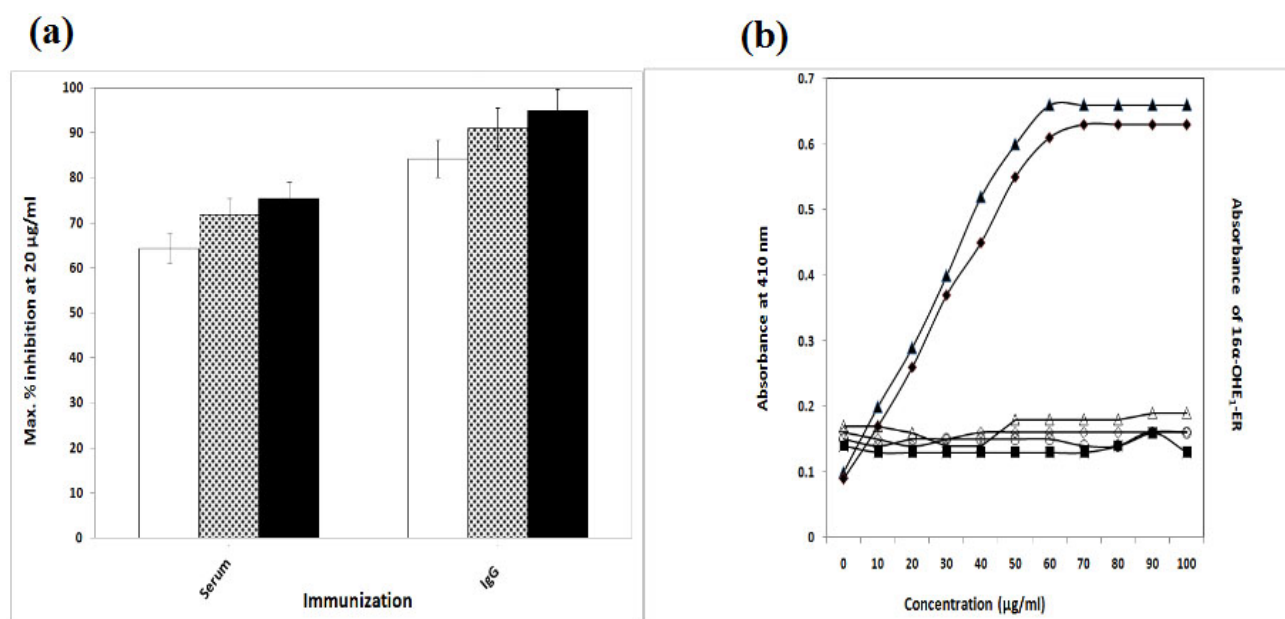 (a)
Max. % inhibition at 20 µg/ml
100
90
80
70
60
50
40
30
20
10
0
Serum
IgG
Immunization
(b)
Absorbance at 410 nm
0.7
0.6
0.5
0.4
0.3
0.2
0.1
0
0 10 20 30 40 50 60 70 80 90 100
Concentration (µg/ml)
Absorbance of 16α-OHE₁-ER